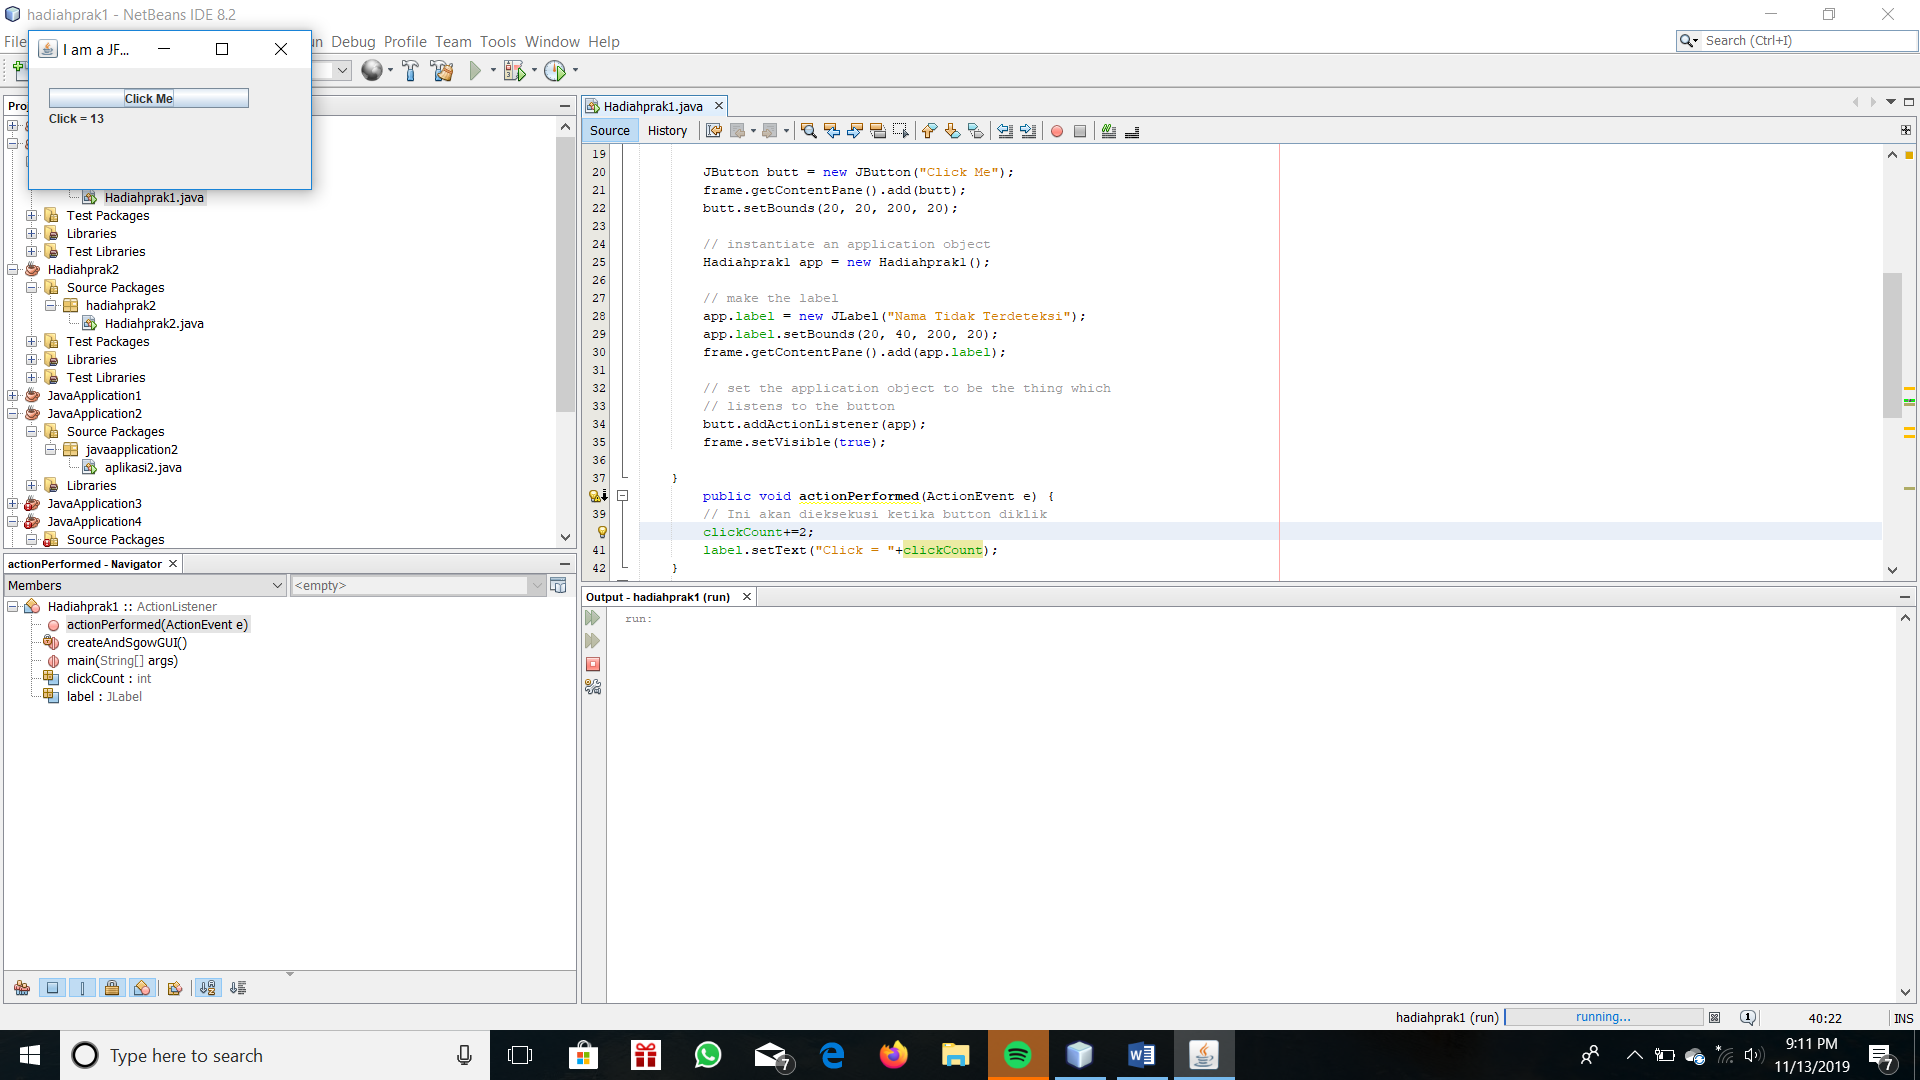 hadiahprak1 - NetBeans IDE 8.2
File
Debug Profile Team Tools Window Help
Search (Ctrl+I)
I am a JF...
Click Me
Click = 13
Hadiahprak1.java
Test Packages
Libraries
Test Libraries
Hadiahprak2
Source Packages
hadiahprak2
Hadiahprak2.java
Test Packages
Libraries
Test Libraries
JavaApplication1
JavaApplication2
Source Packages
javaapplication2
aplikasi2.java
Libraries
JavaApplication3
JavaApplication4
Source Packages
actionPerformed - Navigator
Members
<empty>
Hadiahprak1 :: ActionListener
actionPerformed(ActionEvent e)
createAndSgowGUI()
main(String[] args)
clickCount : int
label : JLabel
Hadiahprak1.java
Source History
19
20 JButton butt = new JButton("Click Me");
21 frame.getContentPane().add(butt);
22 butt.setBounds(20, 20, 200, 20);
23
24 // instantiate an application object
25 Hadiahprak1 app = new Hadiahprak1();
26
27 // make the label
28 app.label = new JLabel("Nama Tidak Terdeteksi");
29 app.label.setBounds(20, 40, 200, 20);
30 frame.getContentPane().add(app.label);
31
32 // set the application object to be the thing which
33 // listens to the button
34 butt.addActionListener(app);
35 frame.setVisible(true);
36
37 }
public void actionPerformed(ActionEvent e) {
39 // Ini akan dieksekusi ketika button diklik
clickCount+=2;
41 label.setText("Click = "+clickCount);
42 }
Output - hadiahprak1 (run)
run:
hadiahprak1 (run) running... 1 40:22 INS
Type here to search
7
9:11 PM
11/13/2019
7